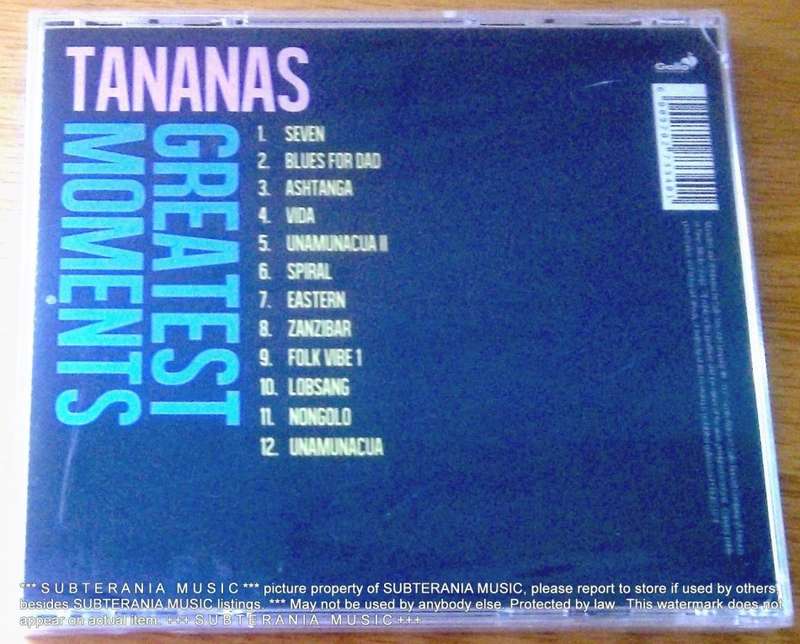 TANANAS
GREATEST
MOMENTS
1. SEVEN
2. BLUES FOR DAD
3. ASHTANGA
4. VIDA
5. UNAMUNACUA II
6. SPIRAL
7. EASTERN
8. ZANZIBAR
9. FOLK VIBE 1
10. LOBSANG
11. NONGOLO
12. UNAMUNACUA
Gallo
*** S U B T E R A N I A M U S I C *** picture property of SUBTERANIA MUSIC, please report to store if used by others
besides SUBTERANIA MUSIC listings. *** May not be used by anybody else. Protected by law. This watermark does not
appear on actual item. +++ S U B T E R A N I A M U S I C +++